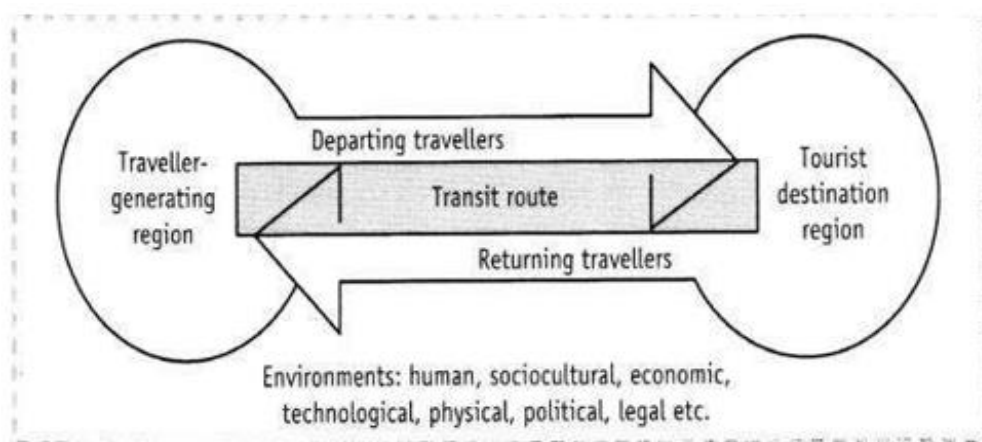 Departing travellers
Traveller-
generating
region
Transit route
Tourist
destination
region
Returning travellers
Environments: human, sociocultural, economic,
technological, physical, political, legal etc.